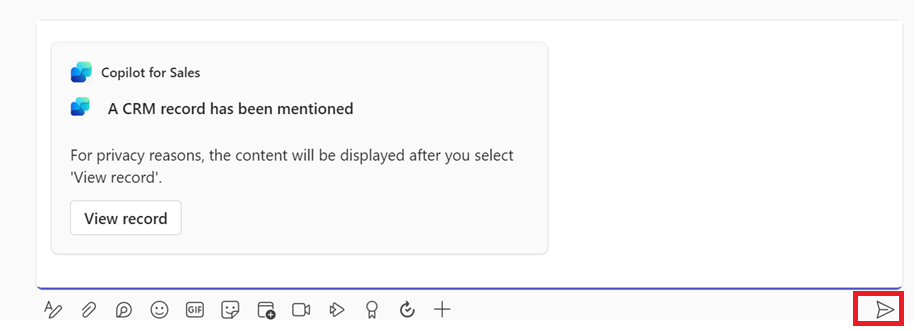 Copilot for Sales
A CRM record has been mentioned
For privacy reasons, the content will be displayed after you select
'View record'.
View record
GIF